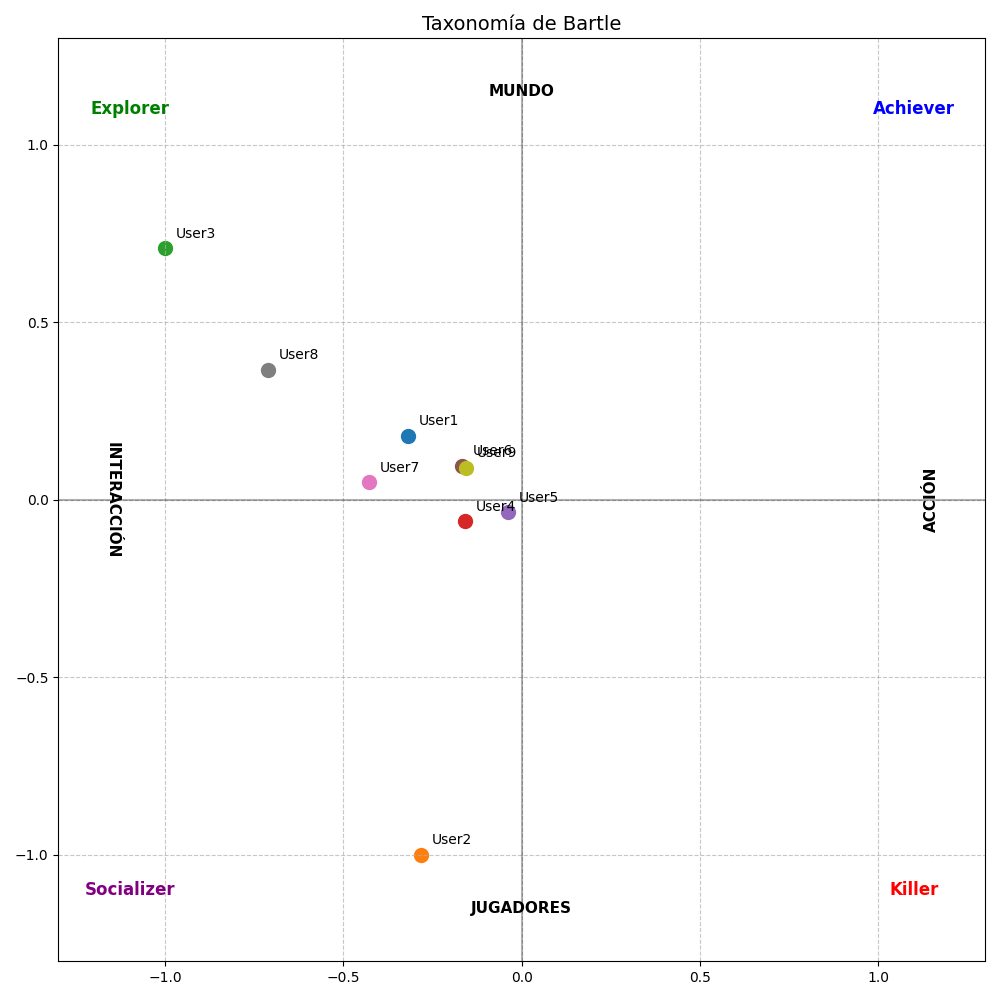 Taxonomía de Bartle
MUNDO
Explorer
Achiever
1.0
User3
0.5
User8
User1
User6
User9
User7
INTERACCIÓN
ACCIÓN
0.0
User5
User4
−0.5
User2
−1.0
Socializer
Killer
JUGADORES
−1.0
−0.5
0.0
0.5
1.0